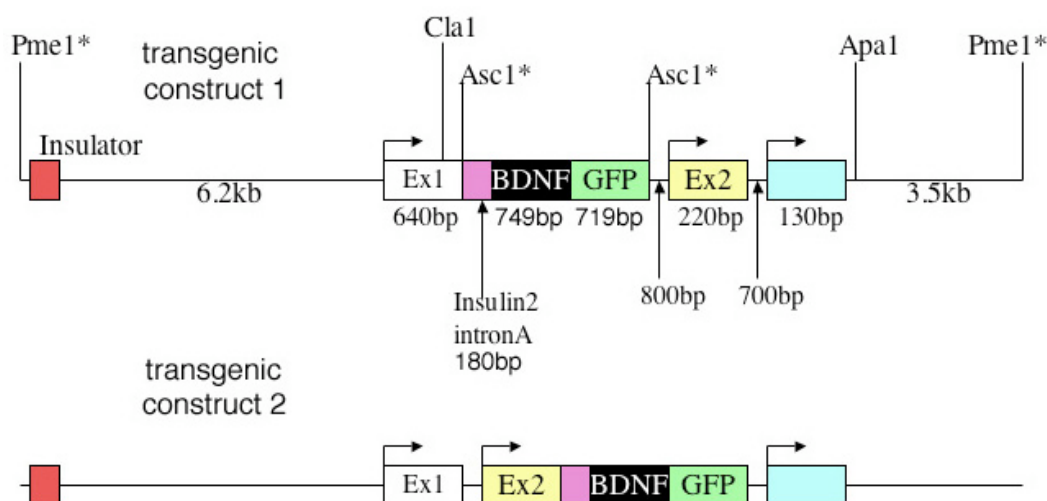 Cla1
Pme1*
transgenic
construct 1
Apa1
Pme1*
Asc1*
Asc1*
Insulator
Ex1
BDNF
GFP
Ex2
6.2kb
640bp
749bp
719bp
220bp
130bp
3.5kb
800bp
700bp
Insulin2
intronA
180bp
transgenic
construct 2
Ex1
Ex2
BDNF
GFP